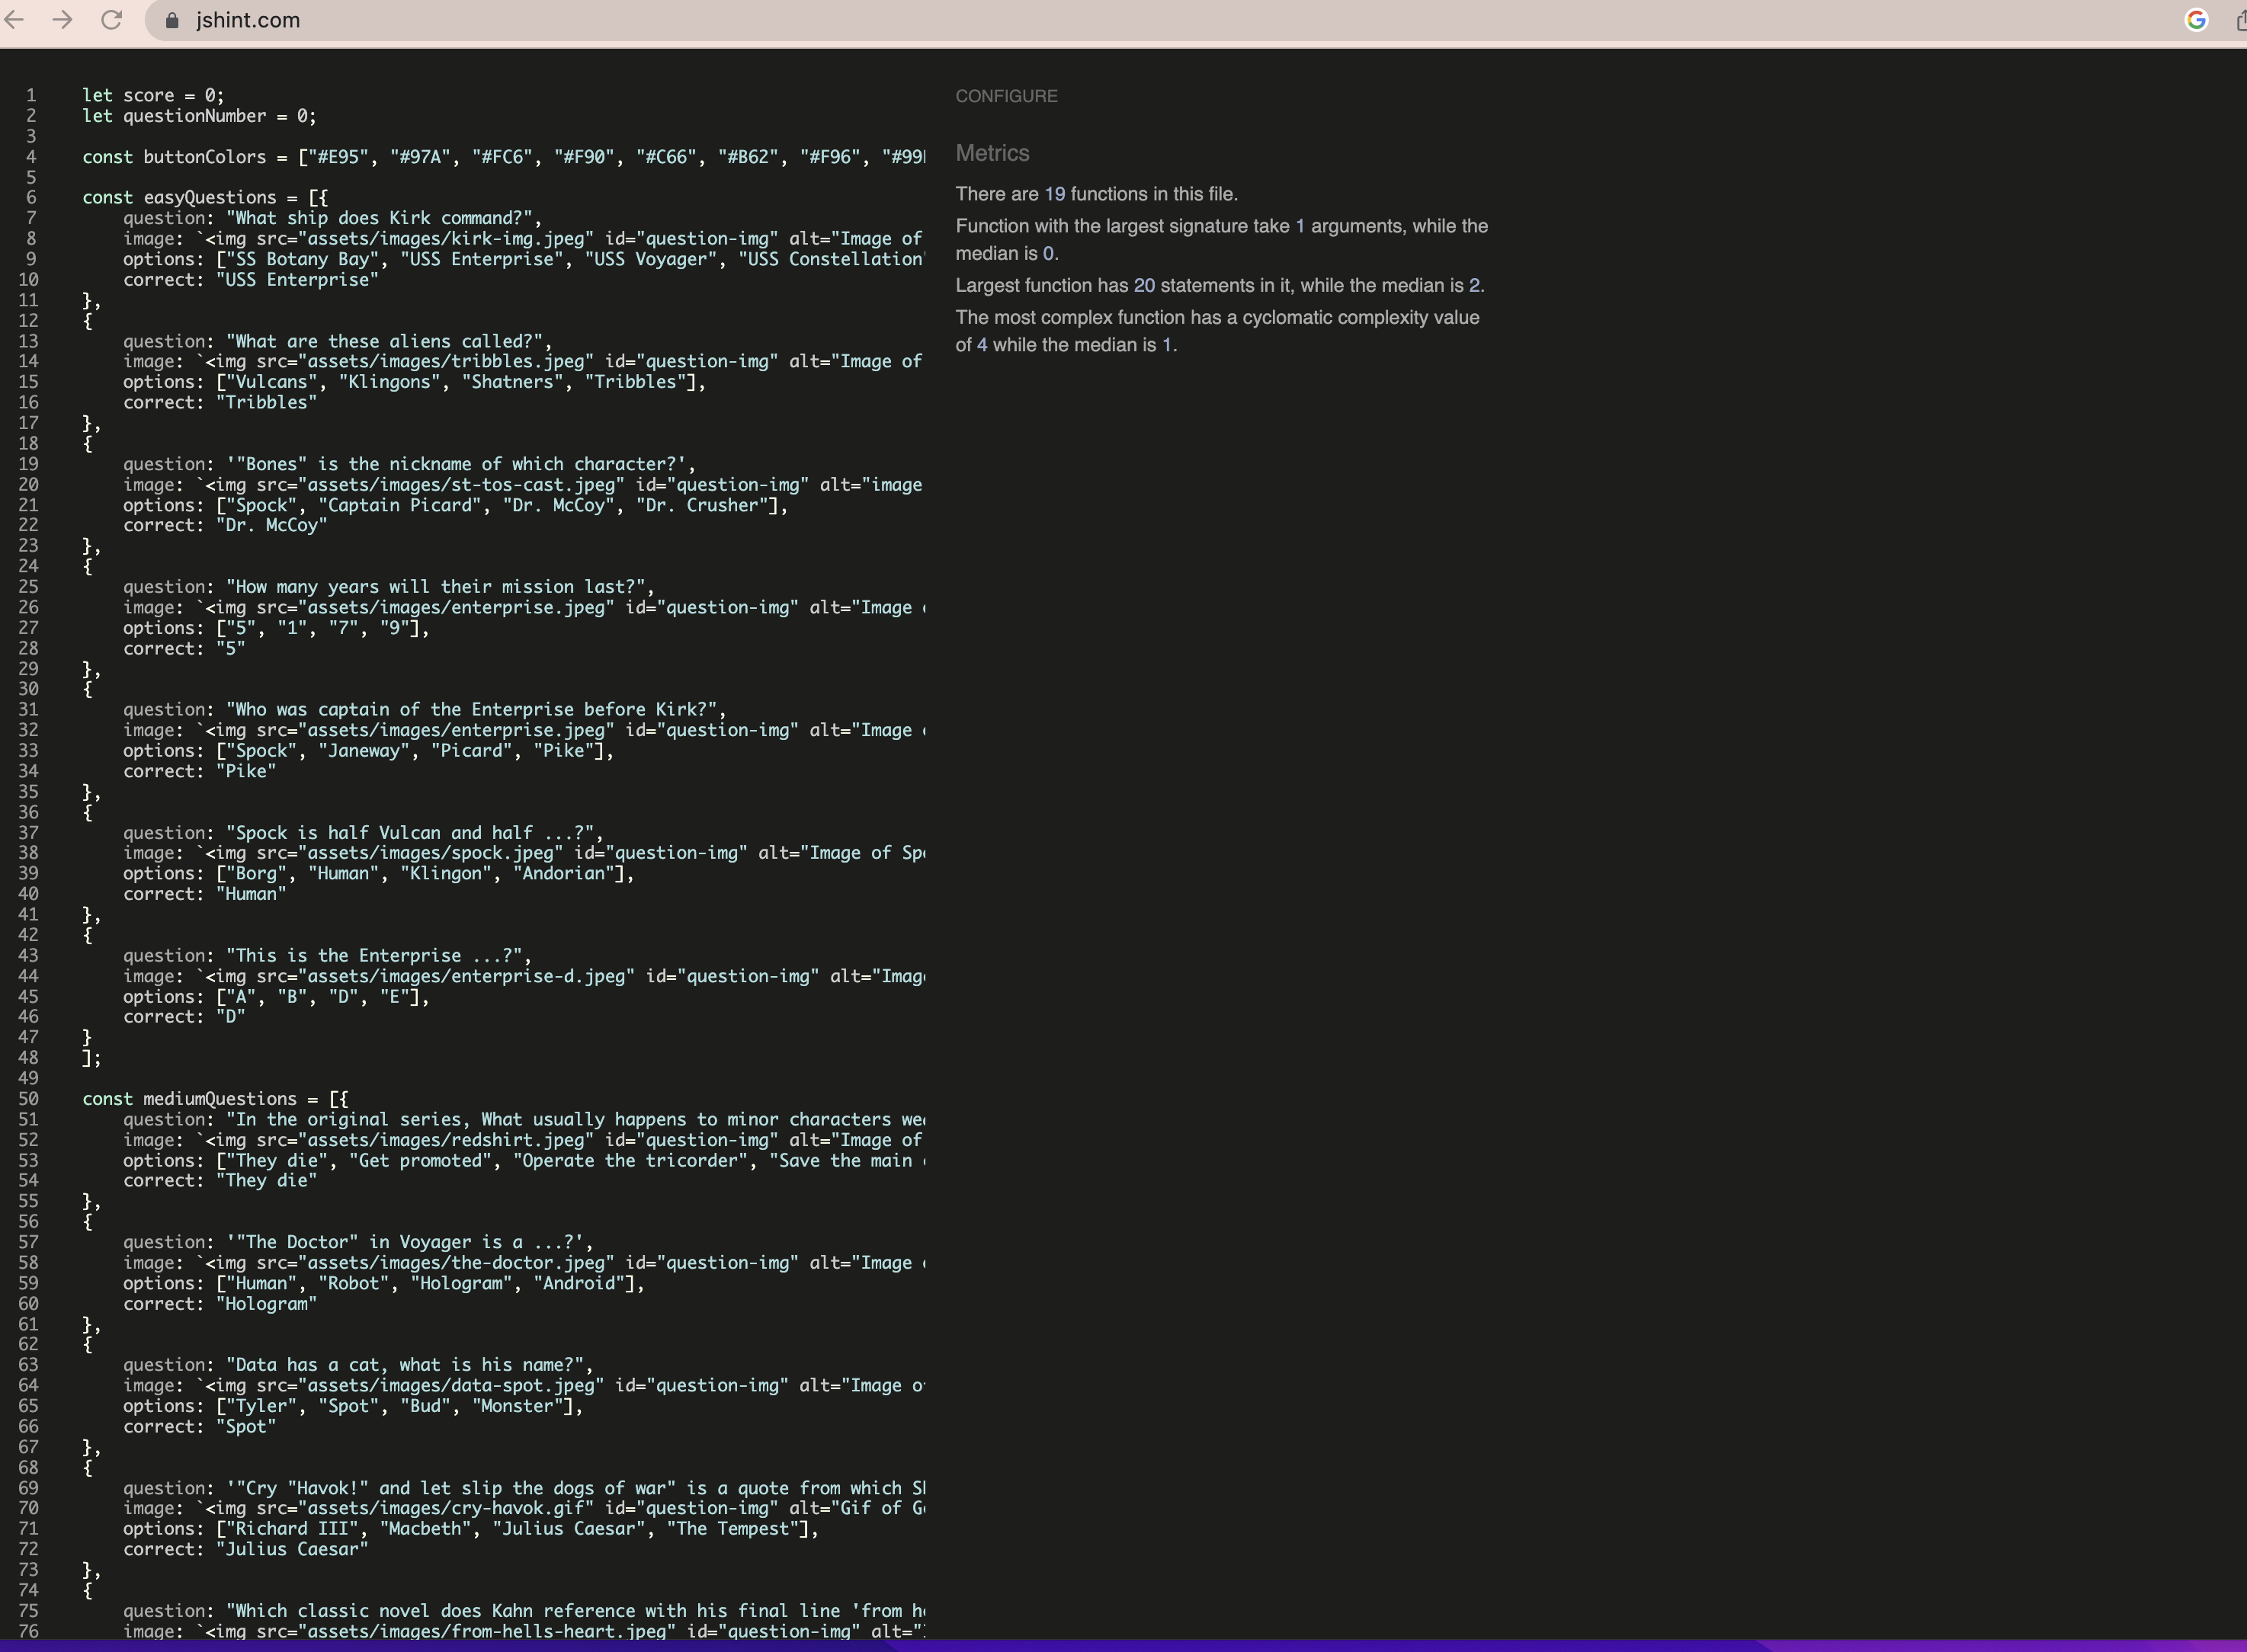 jshint.com
1 let score = 0;
2 let questionNumber = 0;
3
4 const buttonColors = ["#E95", "#97A", "#FC6", "#F90", "#C66", "#B62", "#F96", "#99
5
6 const easyQuestions = [{
7 question: "What ship does Kirk command?",
8 image: `<img src="assets/images/kirk-img.jpeg" id="question-img" alt="Image of
9 options: ["SS Botany Bay", "USS Enterprise", "USS Voyager", "USS Constellation"
10 correct: "USS Enterprise"
11 },
12 {
13 question: "What are these aliens called?",
14 image: `<img src="assets/images/tribbles.jpeg" id="question-img" alt="Image of
15 options: ["Vulcans", "Klingons", "Shatners", "Tribbles"],
16 correct: "Tribbles"
17 },
18 {
19 question: '"Bones" is the nickname of which character?',
20 image: `<img src="assets/images/st-tos-cast.jpeg" id="question-img" alt="image
21 options: ["Spock", "Captain Picard", "Dr. McCoy", "Dr. Crusher"],
22 correct: "Dr. McCoy"
23 },
24 {
25 question: "How many years will their mission last?",
26 image: `<img src="assets/images/enterprise.jpeg" id="question-img" alt="Image
27 options: ["5", "1", "7", "9"],
28 correct: "5"
29 },
30 {
31 question: "Who was captain of the Enterprise before Kirk?",
32 image: `<img src="assets/images/enterprise.jpeg" id="question-img" alt="Image
33 options: ["Spock", "Janeway", "Picard", "Pike"],
34 correct: "Pike"
35 },
36 {
37 question: "Spock is half Vulcan and half ...?",
38 image: `<img src="assets/images/spock.jpeg" id="question-img" alt="Image of Sp
39 options: ["Borg", "Human", "Klingon", "Andorian"],
40 correct: "Human"
41 },
42 {
43 question: "This is the Enterprise ...?",
44 image: `<img src="assets/images/enterprise-d.jpeg" id="question-img" alt="Imag
45 options: ["A", "B", "D", "E"],
46 correct: "D"
47 }
48 ];
49
50 const mediumQuestions = [{
51 question: "In the original series, What usually happens to minor characters we
52 image: `<img src="assets/images/redshirt.jpeg" id="question-img" alt="Image of
53 options: ["They die", "Get promoted", "Operate the tricorder", "Save the main
54 correct: "They die"
55 },
56 {
57 question: '"The Doctor" in Voyager is a ...?',
58 image: `<img src="assets/images/the-doctor.jpeg" id="question-img" alt="Image
59 options: ["Human", "Robot", "Hologram", "Android"],
60 correct: "Hologram"
61 },
62 {
63 question: "Data has a cat, what is his name?",
64 image: `<img src="assets/images/data-spot.jpeg" id="question-img" alt="Image o
65 options: ["Tyler", "Spot", "Bud", "Monster"],
66 correct: "Spot"
67 },
68 {
69 question: '"Cry "Havok!" and let slip the dogs of war" is a quote from which S
70 image: `<img src="assets/images/cry-havok.gif" id="question-img" alt="Gif of G
71 options: ["Richard III", "Macbeth", "Julius Caesar", "The Tempest"],
72 correct: "Julius Caesar"
73 },
74 {
75 question: "Which classic novel does Kahn reference with his final line 'from h
76 image: `<img src="assets/images/from-hells-heart.jpeg" id="question-img" alt="
CONFIGURE
Metrics
There are 19 functions in this file.
Function with the largest signature take 1 arguments, while the
median is 0.
Largest function has 20 statements in it, while the median is 2.
The most complex function has a cyclomatic complexity value
of 4 while the median is 1.